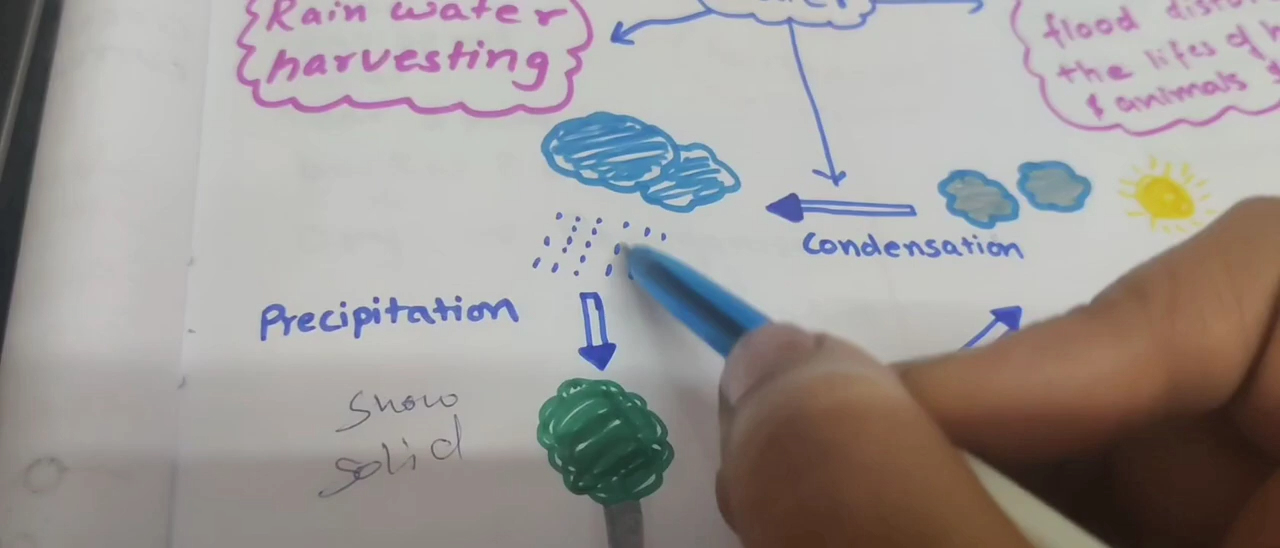 Rain water
harvesting
flood
the lifes of
& animals
Condensation
Precipitation
Snow
solid